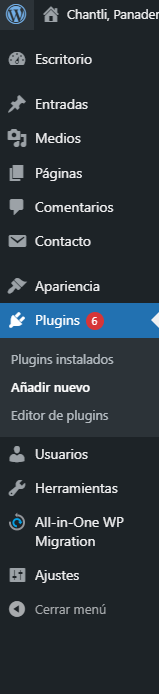 Chantli, Panader
Escritorio
Entradas
Medios
Páginas
Comentarios
Contacto
Apariencia
Plugins 6
Plugins instalados
Añadir nuevo
Editor de plugins
Usuarios
Herramientas
All-in-One WP
Migration
Ajustes
Cerrar menú